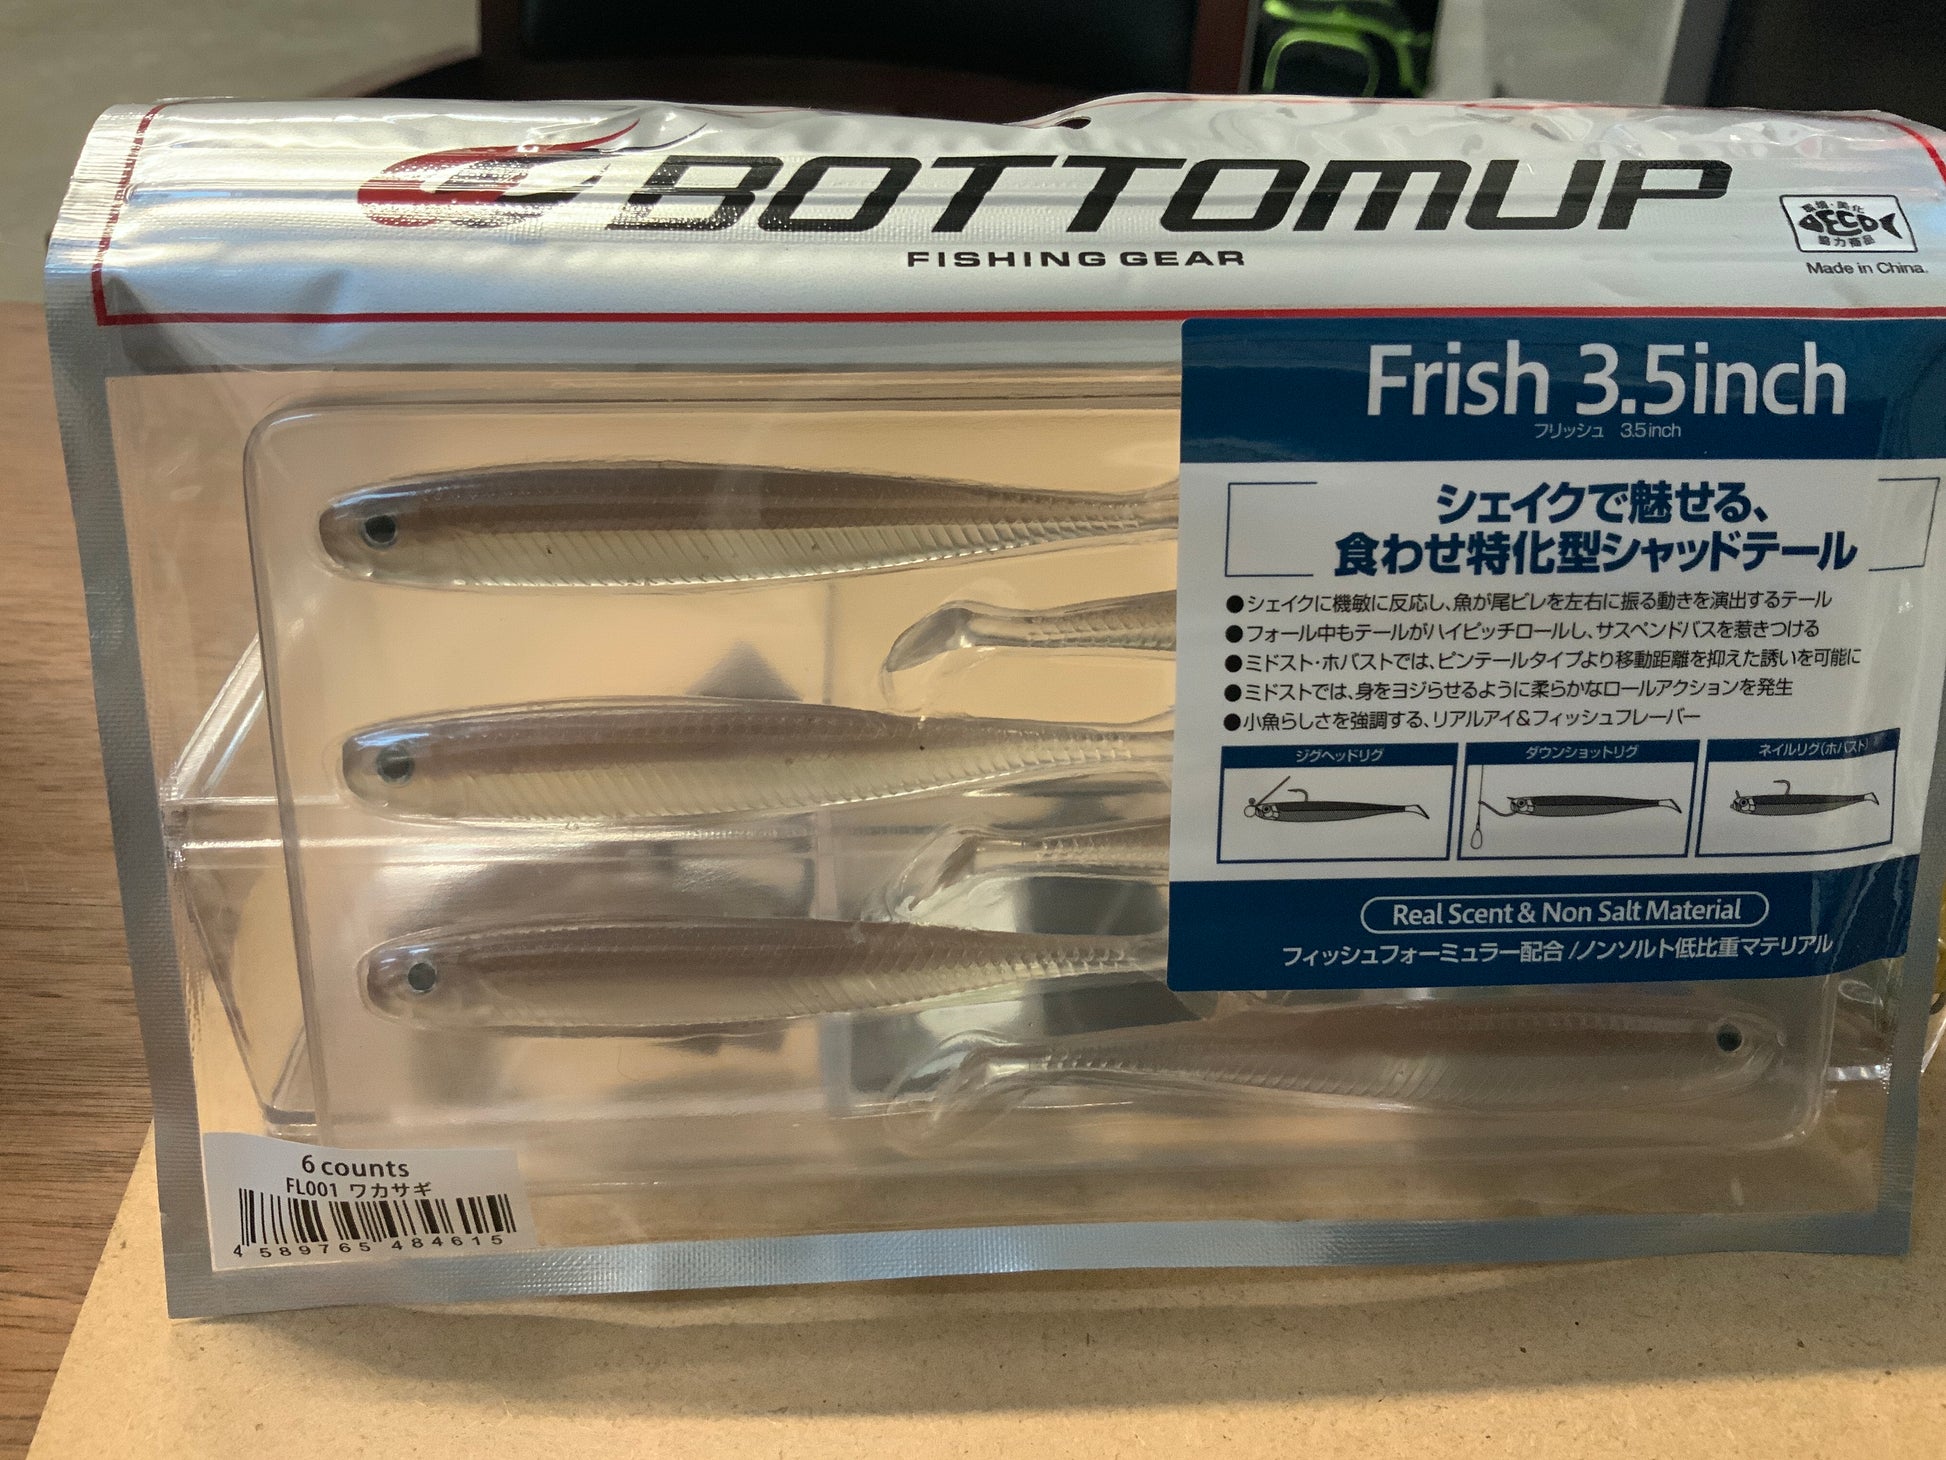 BOTTOMUP
FISHING GEAR
環境・美化
ECO
協力商品
Made in China.
Frish 3.5inch
フリッシュ 3.5inch
シェイクで魅せる、
食わせ特化型シャッドテール
●シェイクに機敏に反応し、魚が尾ビレを左右に振る動きを演出するテール
●フォール中もテールがハイピッチロールし、サスペンドバスを惹きつける
●ミドスト・ホバストでは、ピンテールタイプより移動距離を抑えた誘いを可能に
●ミドストでは、身をヨジらせるように柔らかなロールアクションを発生
●小魚らしさを強調する、リアルアイ&フィッシュフレーバー
ジグヘッドリグ
ダウンショットリグ
ネイルリグ(ホバスト)
Real Scent & Non Salt Material
フィッシュフォーミュラー配合/ノンソルト低比重マテリアル
6 counts
FL001 ワカサギ
4 589765 484615